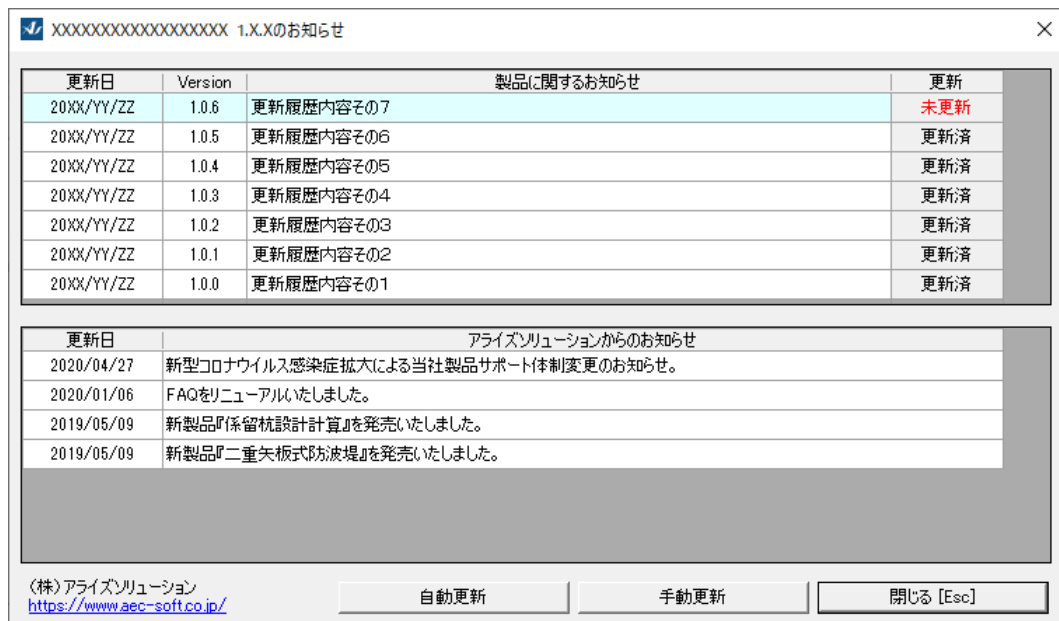 XXXXXXXXXXXXXXXXXX 1.X.Xのお知らせ
更新日 Version 製品に関するお知らせ 更新
20XX/YY/ZZ 1.0.6 更新履歴内容その7 未更新
20XX/YY/ZZ 1.0.5 更新履歴内容その6 更新済
20XX/YY/ZZ 1.0.4 更新履歴内容その5 更新済
20XX/YY/ZZ 1.0.3 更新履歴内容その4 更新済
20XX/YY/ZZ 1.0.2 更新履歴内容その3 更新済
20XX/YY/ZZ 1.0.1 更新履歴内容その2 更新済
20XX/YY/ZZ 1.0.0 更新履歴内容その1 更新済
更新日 アライズソリューションからのお知らせ
2020/04/27 新型コロナウイルス感染症拡大による当社製品サポート体制変更のお知らせ。
2020/01/06 FAQをリニューアルいたしました。
2019/05/09 新製品『係留杭設計計算』を発売いたしました。
2019/05/09 新製品『二重矢板式防波堤』を発売いたしました。
(株)アライズソリューション
https://www.aec-soft.co.jp/
自動更新 手動更新 閉じる [Esc]